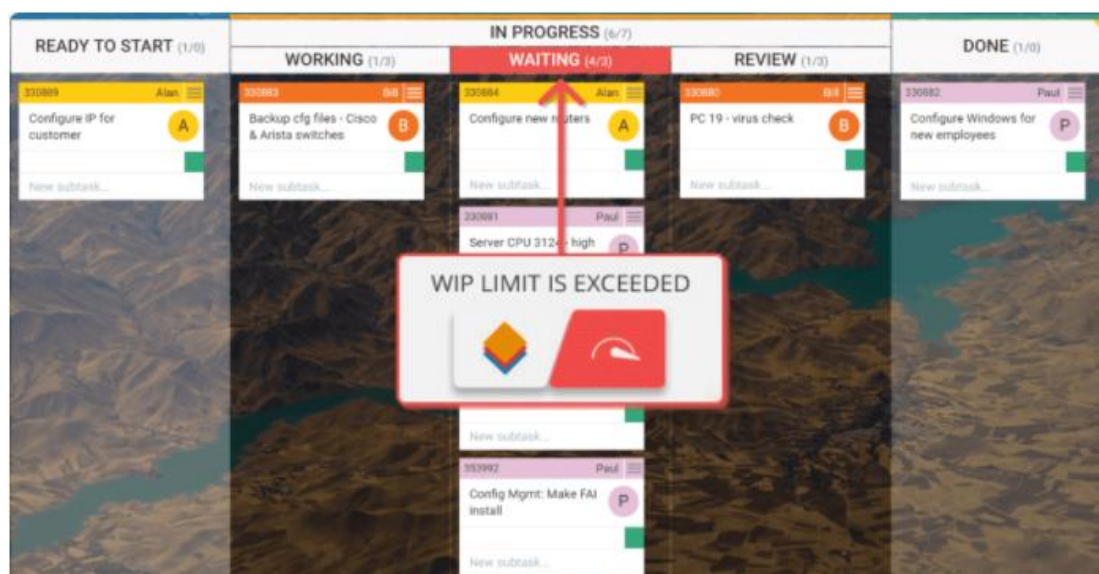 READY TO START (1/0)
IN PROGRESS (6/7)
WORKING (1/3)
WAITING (4/3)
REVIEW (1/3)
DONE (1/0)
330889 Alan
Configure IP for
customer
A
New subtask...
330883 Bill
Backup cfg files - Cisco
& Arista switches
B
New subtask...
330884 Alan
Configure new routers
A
New subtask...
330881 Paul
Server CPU 3124 - high
P
WIP LIMIT IS EXCEEDED
New subtask...
353992 Paul
Config Mgmt: Make FAI
install
P
New subtask...
330880 Bill
PC 19 - virus check
B
New subtask...
330882 Paul
Configure Windows for
new employees
P
New subtask...